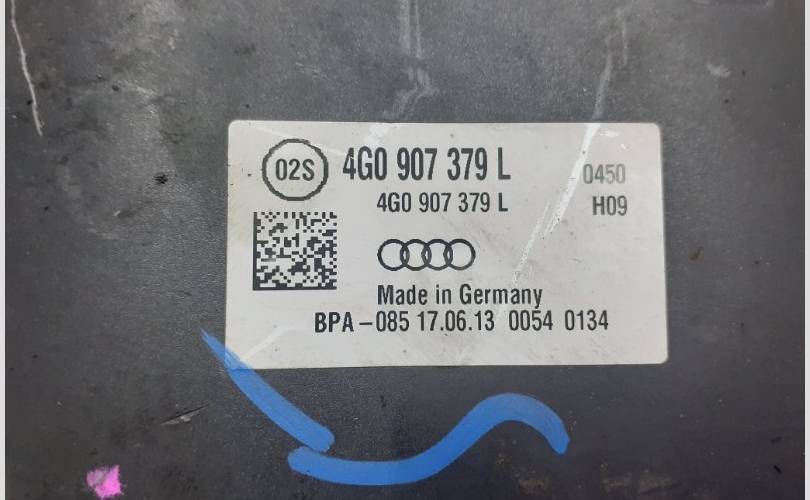 02S 4G0 907 379 L 0450
4G0 907 379 L H09
Made in Germany
BPA-085 17.06.13 0054 0134